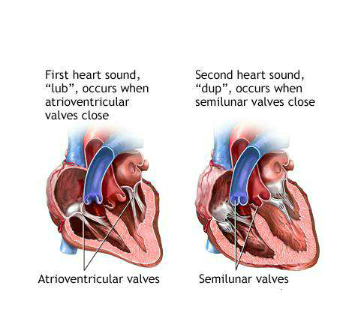 First heart sound,
“lub”, occurs when
atrioventricular
valves close
Second heart sound,
“dup”, occurs when
semilunar valves close
Atrioventricular valves
Semilunar valves